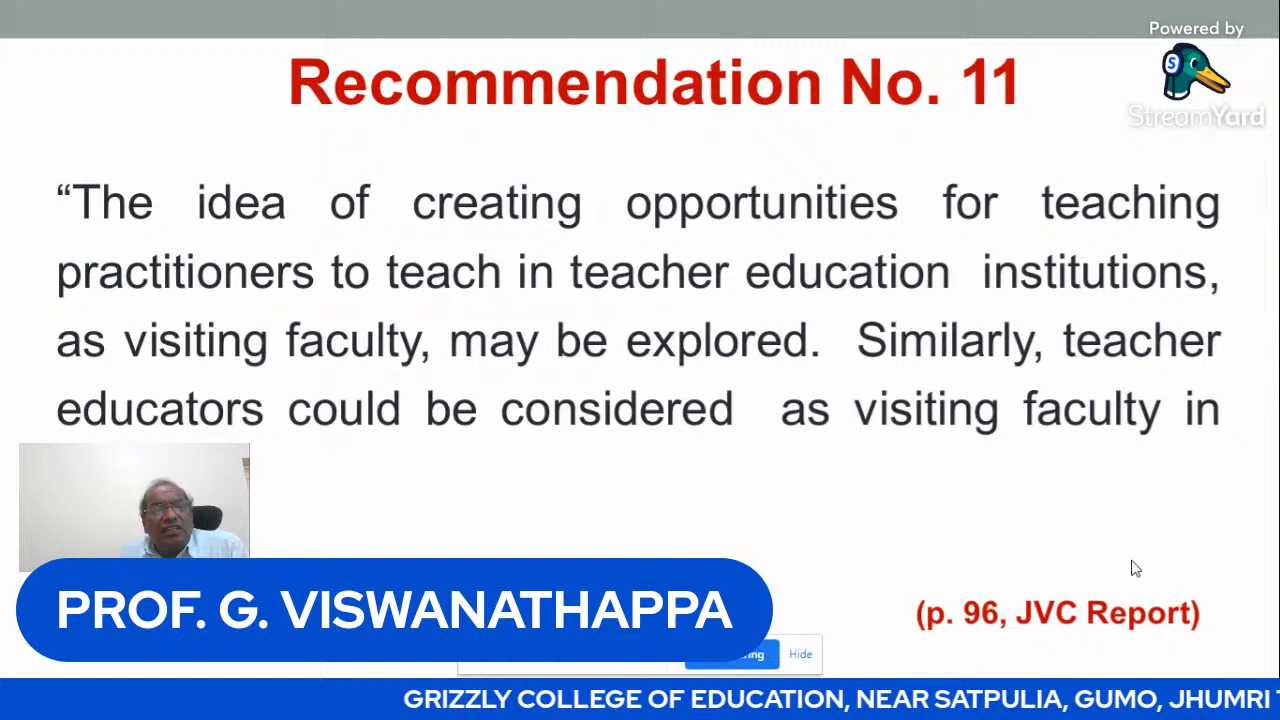 Powered by
S
StreamYard
Recommendation No. 11
“The idea of creating opportunities for teaching
practitioners to teach in teacher education institutions,
as visiting faculty, may be explored. Similarly, teacher
educators could be considered as visiting faculty in
PROF. G. VISWANATHAPPA
(p. 96, JVC Report)
Hide
GRIZZLY COLLEGE OF EDUCATION, NEAR SATPULIA, GUMO, JHUMRI